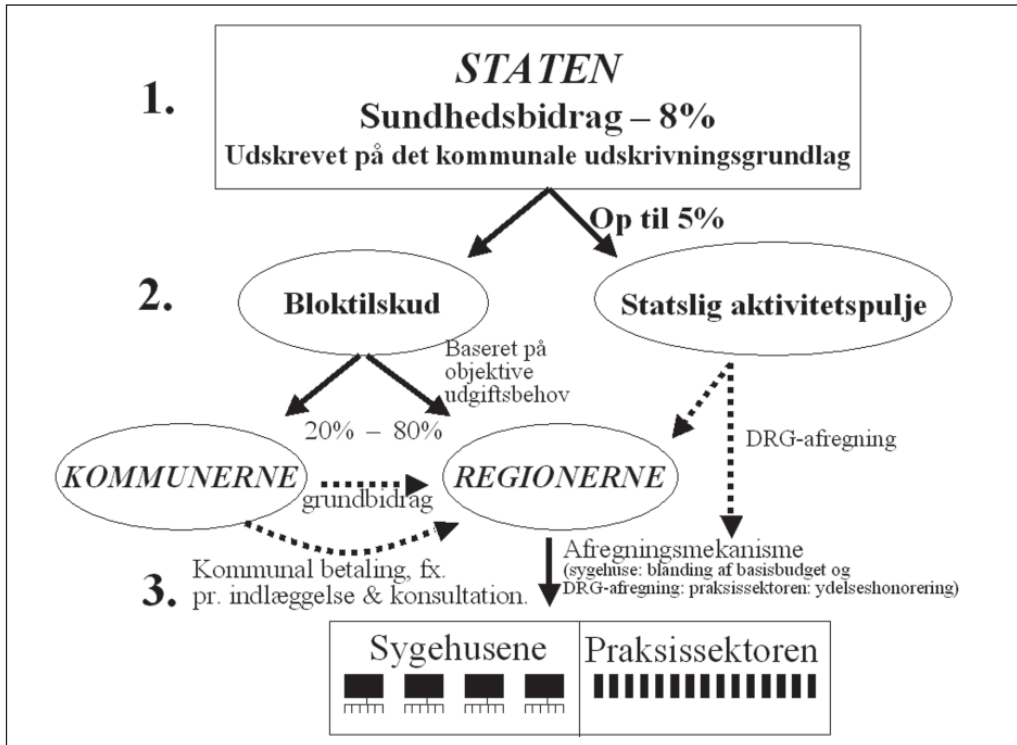 1.
STATEN
Sundhedsbidrag – 8%
Udskrevet på det kommunale udskrivningsgrundlag
Op til 5%
2.
Bloktilskud
Statslig aktivitetspulje
Baseret på
objektive
udgiftsbehov
20% – 80%
DRG-afregning
KOMMUNERNE
grundbidrag
REGIONERNE
Kommunal betaling, fx.
pr. indlæggelse & konsultation.
Afregningsmekanisme
(sygehuse: blanding af basisbudget og
DRG-afregning: praksissektoren: ydelseshonorering)
3.
Sygehusene
Praksissektoren